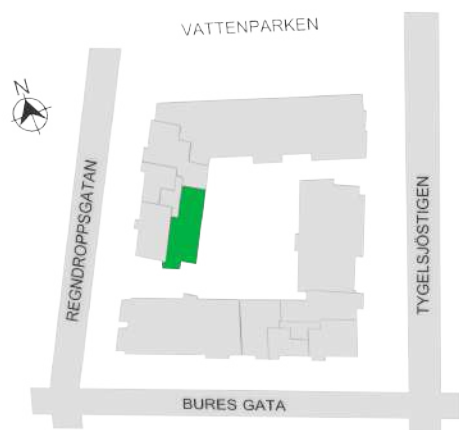 VATTENPARKEN
N
REGNDROPPSGATAN
TYGELSJÖSTIGEN
BURES GATA